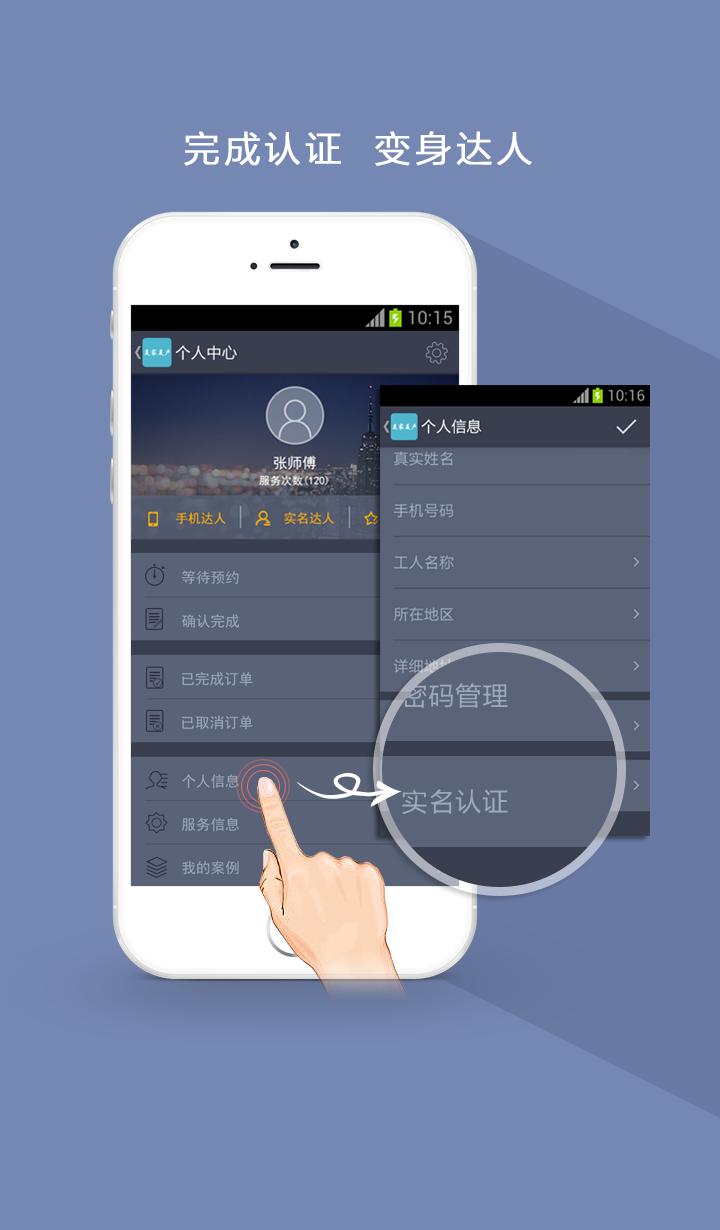 完成认证 变身达人
10:15
个人中心
张师傅
服务次数(120)
手机达人 实名达人
等待预约
确认完成
已完成订单
已取消订单
个人信息
服务信息
我的案例
10:16
个人信息
真实姓名
手机号码
工人名称
所在地区
详细地址
密码管理
实名认证